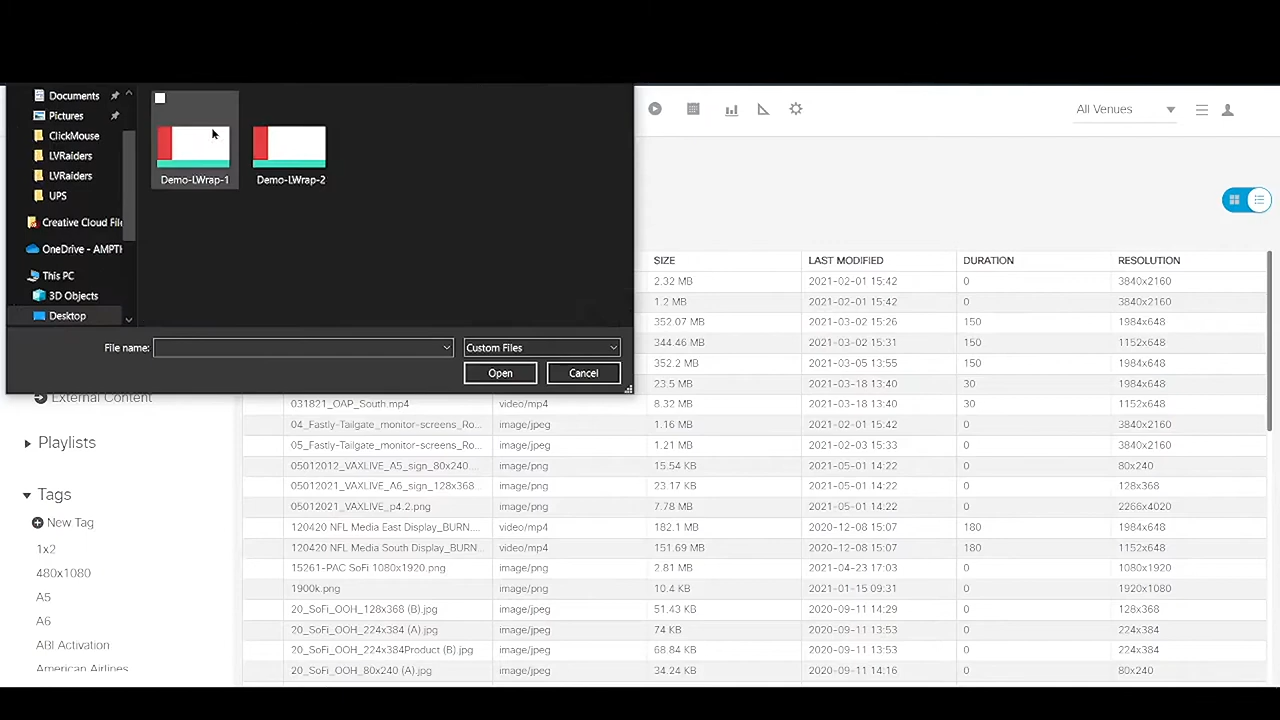 Documents
Pictures
ClickMouse
LVRaiders
LVRaiders
UPS
Creative Cloud File
OneDrive - AMPTH
This PC
3D Objects
Desktop
Demo-LWrap-1
Demo-LWrap-2
File name:
Custom Files
Open
Cancel
All Venues
External Content
Playlists
Tags
New Tag
1x2
480x1080
A5
A6
ABI Activation
American Airlines
SIZE LAST MODIFIED DURATION RESOLUTION
2.32 MB 2021-02-01 15:42 0 3840x2160
1.2 MB 2021-02-01 15:42 0 3840x2160
352.07 MB 2021-03-02 15:26 150 1984x648
344.46 MB 2021-03-02 15:31 150 1152x648
352.2 MB 2021-03-05 13:55 150 1984x648
23.5 MB 2021-03-18 13:40 30 1984x648
031821_OAP_South.mp4 video/mp4 8.32 MB 2021-03-18 13:40 30 1152x648
04_Fastly-Tailgate_monitor-screens_Ro... image/jpeg 1.16 MB 2021-02-01 15:42 0 3840x2160
05_Fastly-Tailgate_monitor-screens_Ro... image/jpeg 1.21 MB 2021-02-03 15:33 0 3840x2160
05012012_VAXLIVE_A5_sign_80x240... image/png 15.54 KB 2021-05-01 14:22 0 80x240
05012021_VAXLIVE_A6_sign_128x368... image/png 23.17 KB 2021-05-01 14:22 0 128x368
05012021_VAXLIVE_p4.2.png image/png 7.78 MB 2021-05-01 14:22 0 2266x4020
120420 NFL Media East Display_BURN.... video/mp4 182.1 MB 2020-12-08 15:07 180 1984x648
120420 NFL Media South Display_BURN... video/mp4 151.69 MB 2020-12-08 15:07 180 1152x648
15261-PAC SoFi 1080x1920.png image/png 2.81 MB 2021-04-23 17:03 0 1080x1920
1900k.png image/png 10.4 KB 2021-01-15 09:31 0 1920x1080
20_SoFi_OOH_128x368 (B).jpg image/jpeg 51.43 KB 2020-09-11 14:29 0 128x368
20_SoFi_OOH_224x384 (A).jpg image/jpeg 74 KB 2020-09-11 13:53 0 224x384
20_SoFi_OOH_224x384Product (B).jpg image/jpeg 68.84 KB 2020-09-11 13:53 0 224x384
20_SoFi_OOH_80x240 (A).jpg image/jpeg 34.24 KB 2020-09-11 14:16 0 80x240